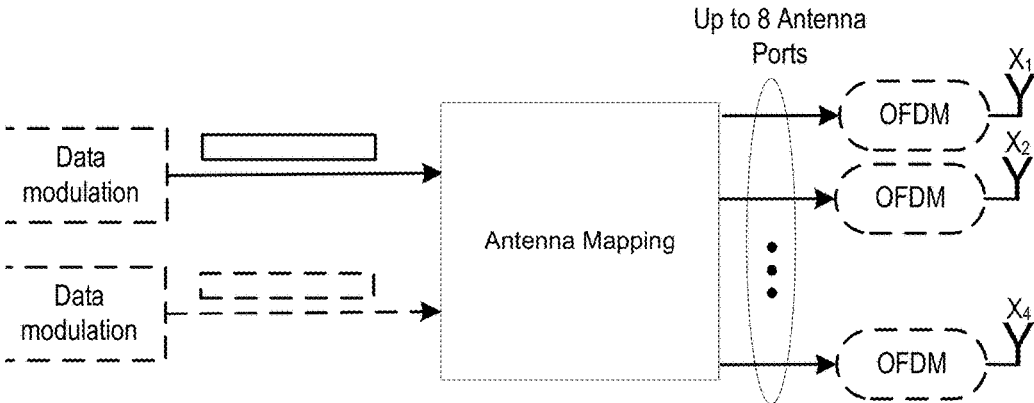 Up to 8 Antenna
Ports
X1
OFDM
Data
modulation
X2
OFDM
Antenna Mapping
Data
modulation
X4
OFDM